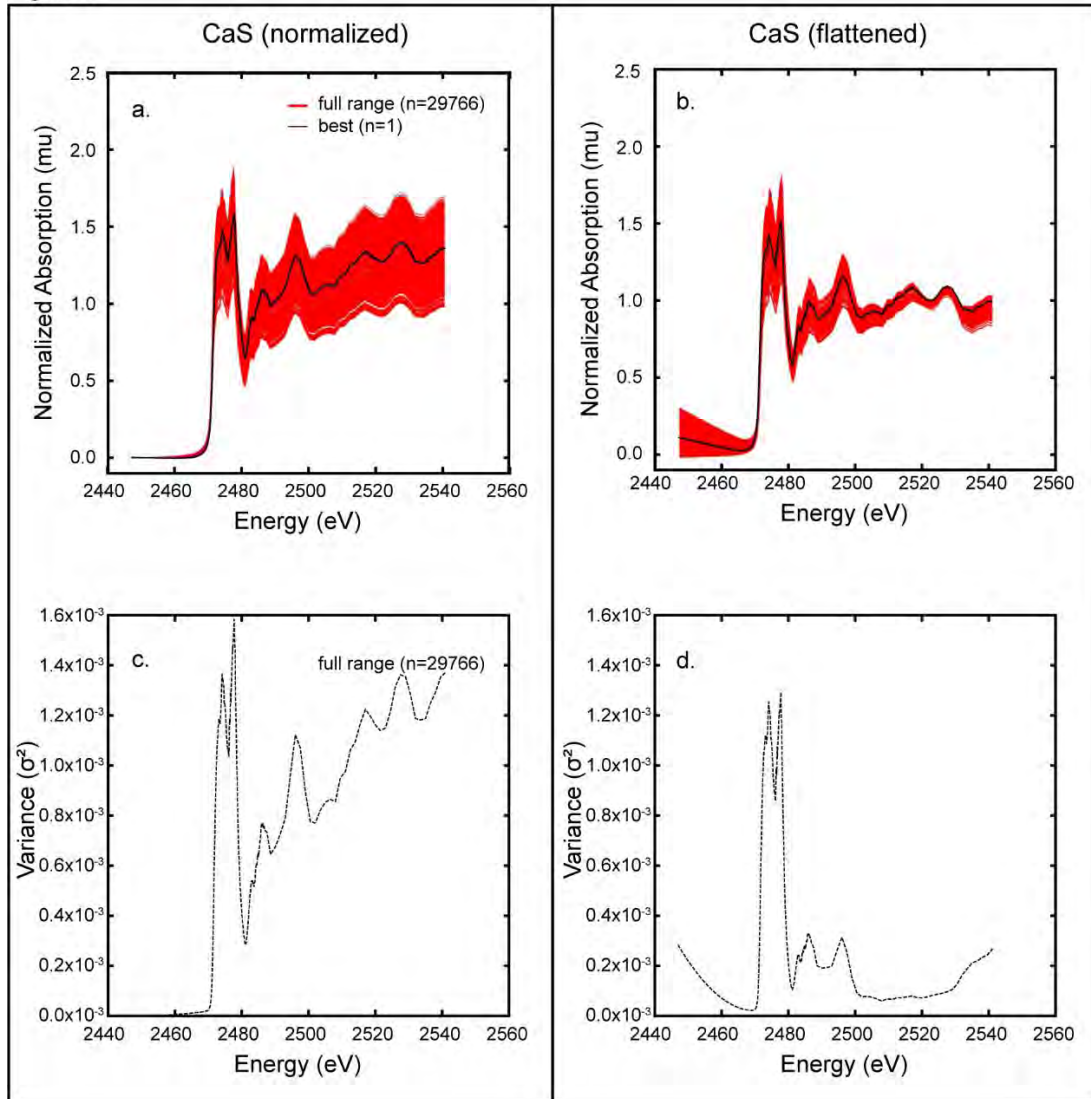 CaS (normalized)
2.5
2.0
1.5
1.0
0.5
0.0
Normalized Absorption (mu)
a.
full range (n=29766)
best (n=1)
2440 2460 2480 2500 2520 2540 2560
Energy (eV)
CaS (flattened)
2.5
2.0
1.5
1.0
0.5
0.0
Normalized Absorption (mu)
b.
2440 2460 2480 2500 2520 2540 2560
Energy (eV)
1.6x10⁻³
1.4x10⁻³
1.2x10⁻³
1.0x10⁻³
0.8x10⁻³
0.6x10⁻³
0.4x10⁻³
0.2x10⁻³
0.0x10⁻³
Variance (σ²)
c.
full range (n=29766)
2440 2460 2480 2500 2520 2540 2560
Energy (eV)
1.6x10⁻³
1.4x10⁻³
1.2x10⁻³
1.0x10⁻³
0.8x10⁻³
0.6x10⁻³
0.4x10⁻³
0.2x10⁻³
0.0x10⁻³
Variance (σ²)
d.
2440 2460 2480 2500 2520 2540 2560
Energy (eV)